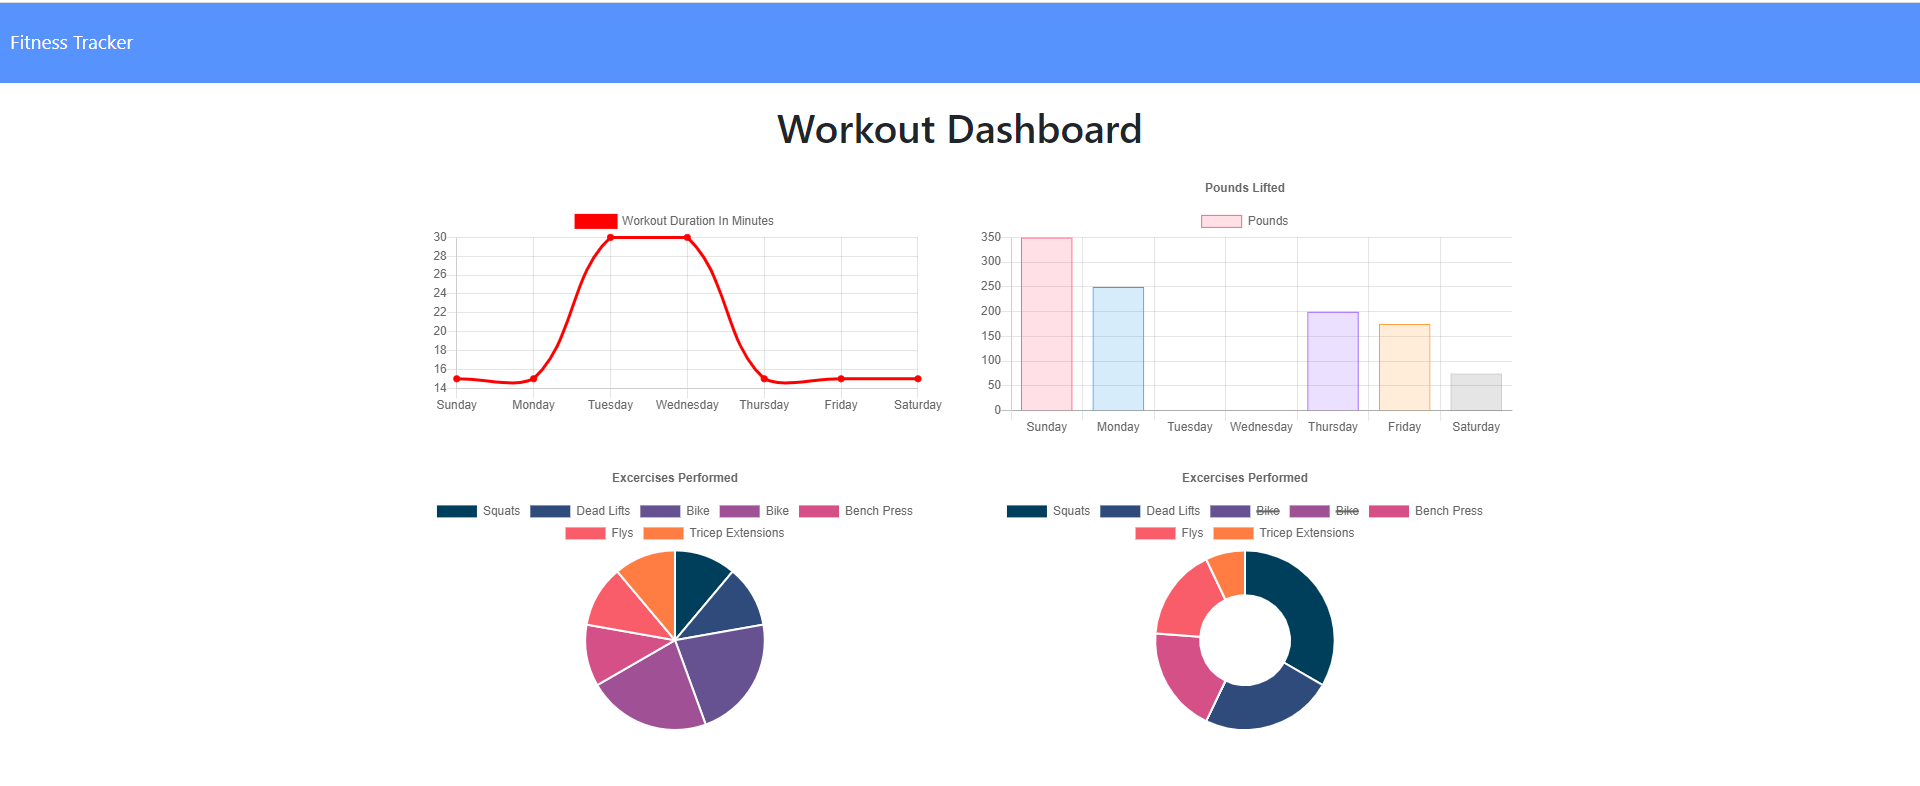 Fitness Tracker
Workout Dashboard
Workout Duration In Minutes
30
28
26
24
22
20
18
16
14
Sunday Monday Tuesday Wednesday Thursday Friday Saturday
Pounds Lifted
Pounds
350
300
250
200
150
100
50
0
Sunday Monday Tuesday Wednesday Thursday Friday Saturday
Excercises Performed
Squats Dead Lifts Bike Bike Bench Press
Flys Tricep Extensions
Excercises Performed
Squats Dead Lifts Bike Bike Bench Press
Flys Tricep Extensions